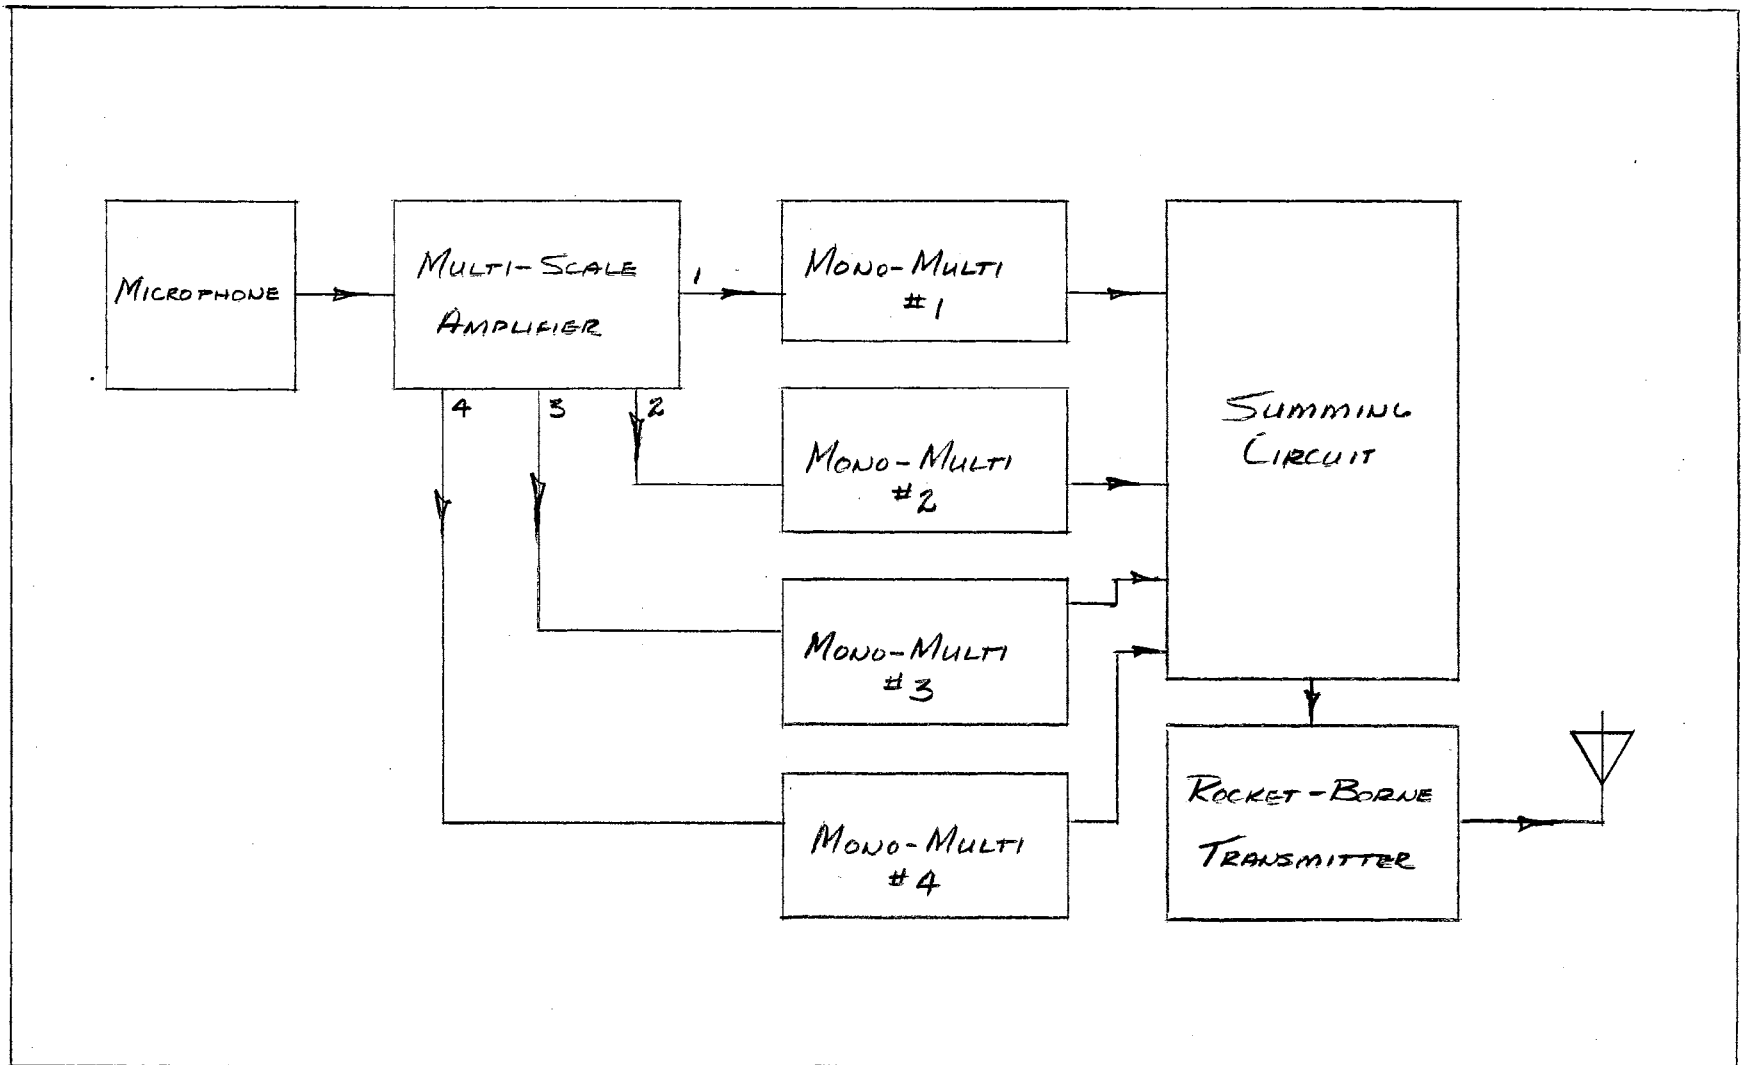 MICROPHONE
MULTI-SCALE
AMPLIFIER
1
2
3
4
MONO-MULTI
#1
MONO-MULTI
#2
MONO-MULTI
#3
MONO-MULTI
#4
SUMMING
CIRCUIT
ROCKET-BORNE
TRANSMITTER